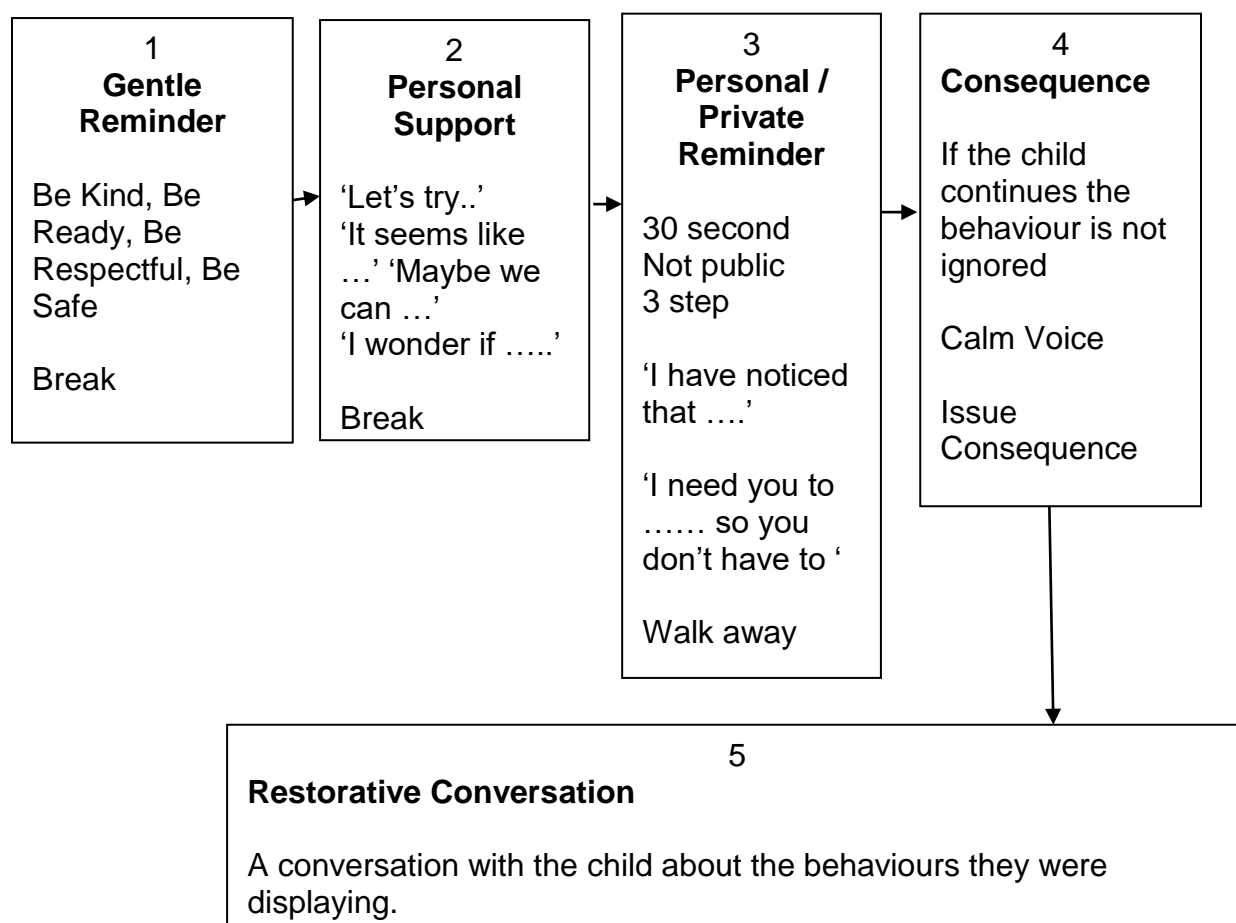 1
Gentle
Reminder
Be Kind, Be
Ready, Be
Respectful, Be
Safe
Break
2
Personal
Support
‘Let’s try..’
‘It seems like
…’ ‘Maybe we
can …’
‘I wonder if …..’
Break
3
Personal /
Private
Reminder
30 second
Not public
3 step
‘I have noticed
that ….’
‘I need you to
…… so you
don’t have to ‘
Walk away
4
Consequence
If the child
continues the
behaviour is not
ignored
Calm Voice
Issue
Consequence
5
Restorative Conversation
A conversation with the child about the behaviours they were
displaying.